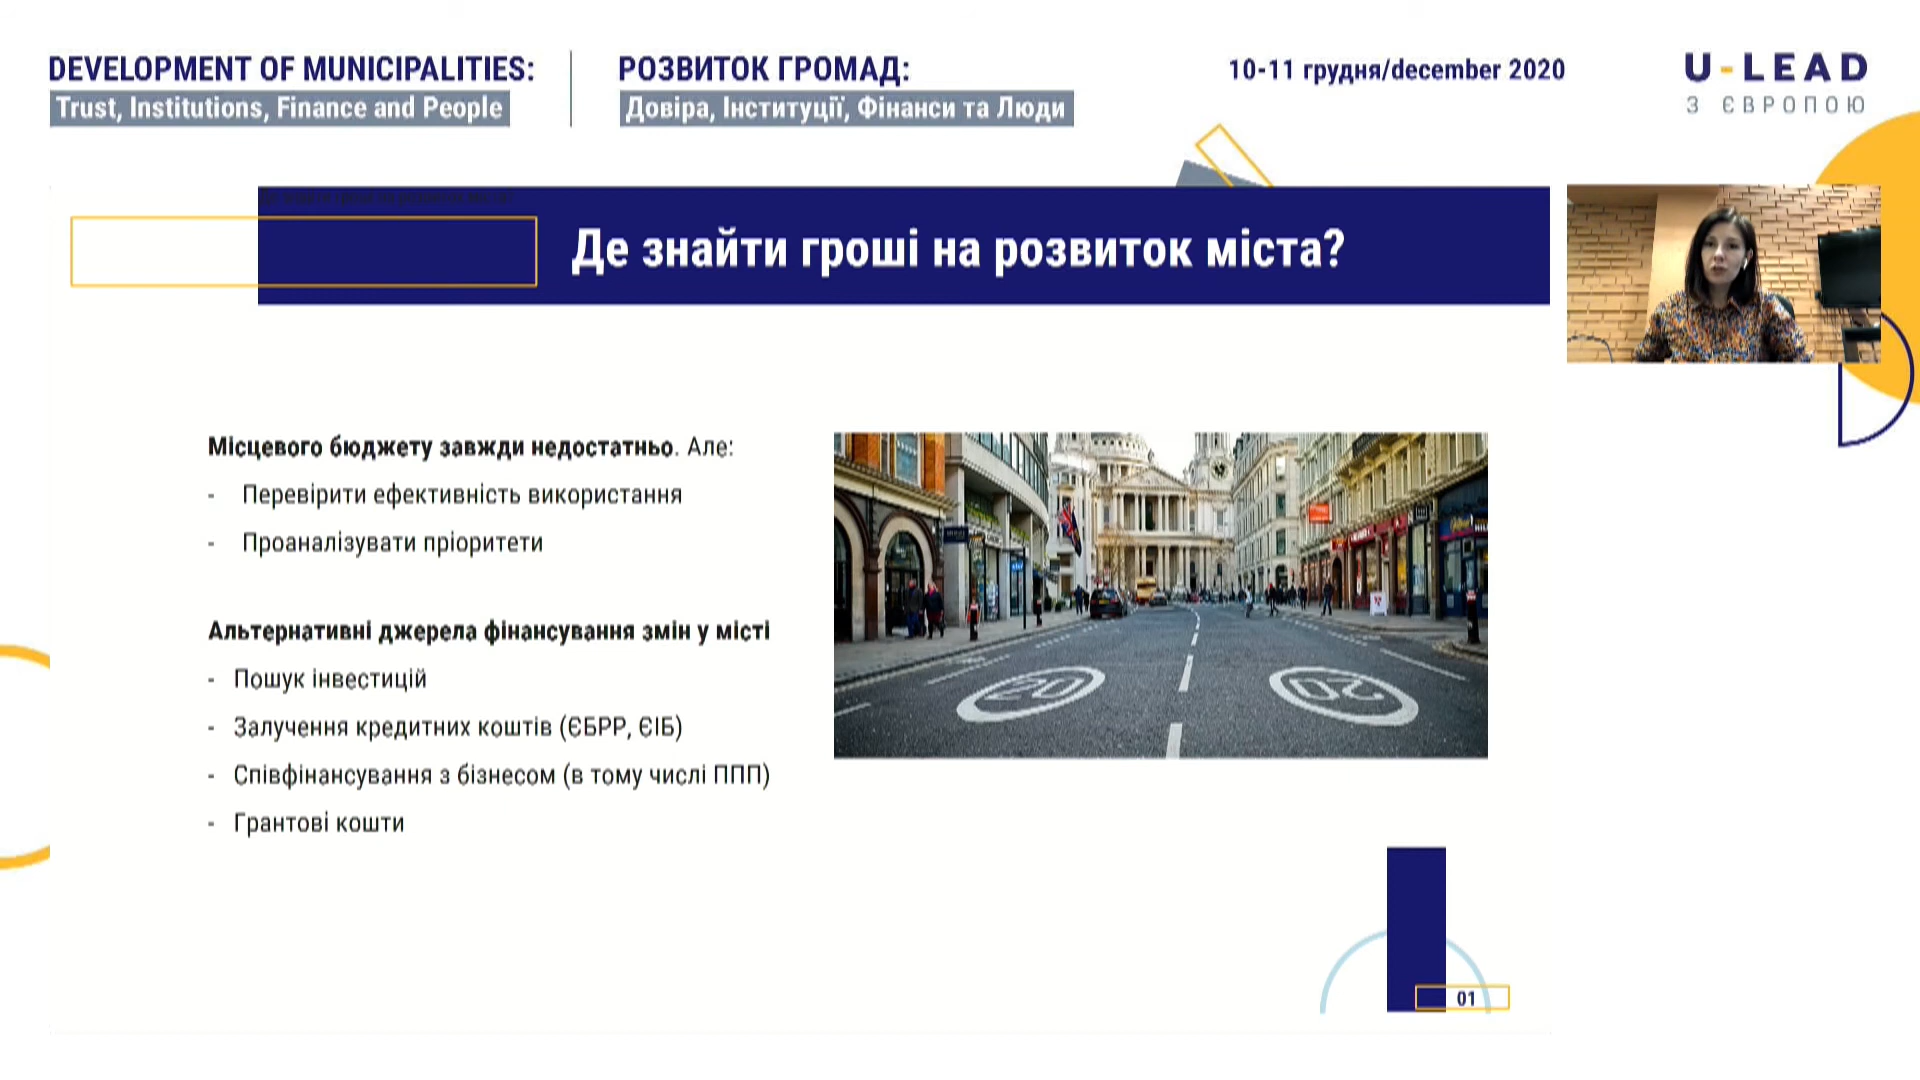 DEVELOPMENT OF MUNICIPALITIES:
Trust, Institutions, Finance and People
РОЗВИТОК ГРОМАД:
Довіра, Інституції, Фінанси та Люди
10-11 грудня/december 2020
U-LEAD
З ЄВРОПОЮ
Де знайти гроші на розвиток міста?
Місцевого бюджету завжди недостатньо. Але:
- Перевірити ефективність використання
- Проаналізувати пріоритети
Альтернативні джерела фінансування змін у місті
- Пошук інвестицій
- Залучення кредитних коштів (ЄБРР, ЄІБ)
- Співфінансування з бізнесом (в тому числі ППП)
- Грантові кошти
20
20
01